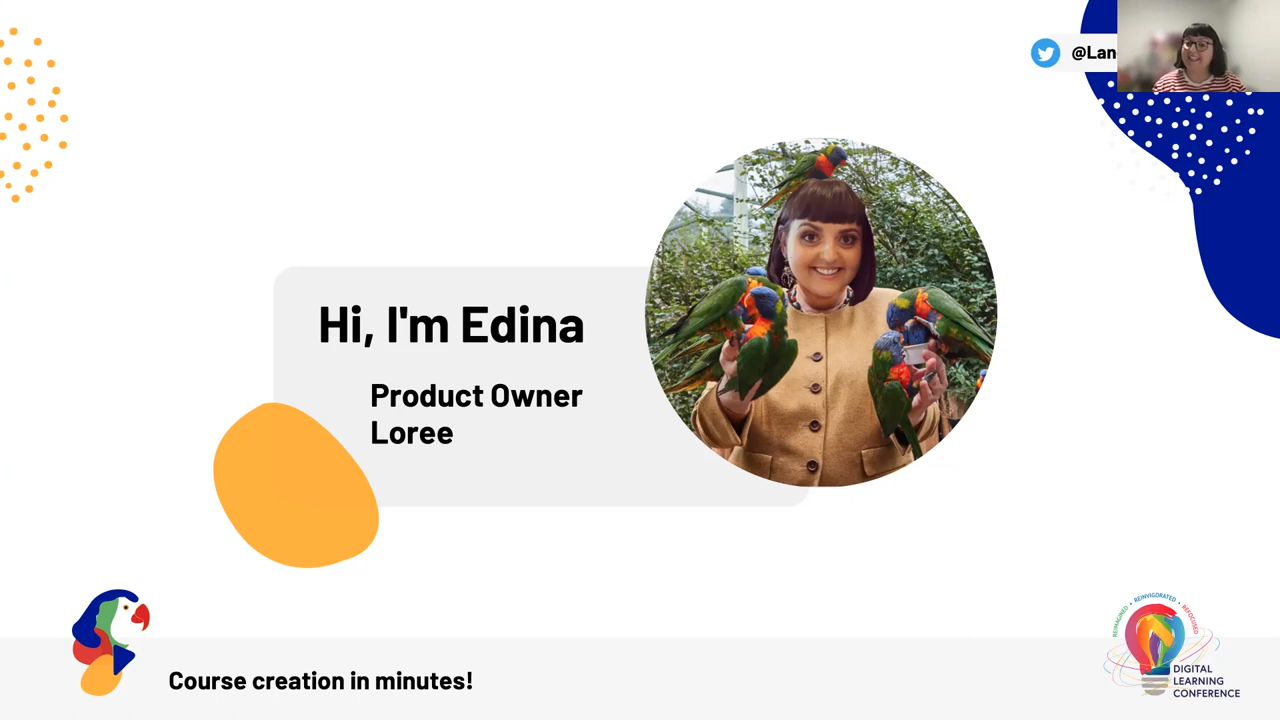 @Lan
Hi, I'm Edina
Product Owner
Loree
Course creation in minutes!
REIMAGINED • REINVIGORATED • REFOCUSED
DIGITAL
LEARNING
CONFERENCE